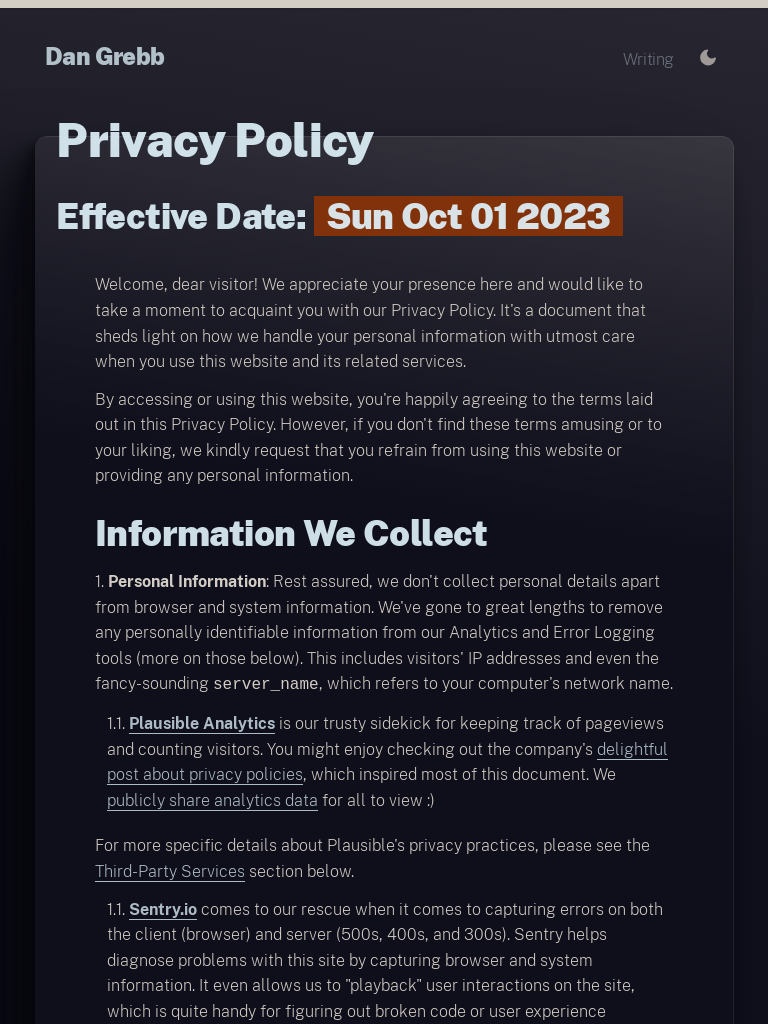 Dan Grebb
Writing
Privacy Policy
Effective Date: Sun Oct 01 2023
Welcome, dear visitor! We appreciate your presence here and would like to
take a moment to acquaint you with our Privacy Policy. It's a document that
sheds light on how we handle your personal information with utmost care
when you use this website and its related services.
By accessing or using this website, you're happily agreeing to the terms laid
out in this Privacy Policy. However, if you don't find these terms amusing or to
your liking, we kindly request that you refrain from using this website or
providing any personal information.
Information We Collect
1. Personal Information: Rest assured, we don't collect personal details apart
from browser and system information. We've gone to great lengths to remove
any personally identifiable information from our Analytics and Error Logging
tools (more on those below). This includes visitors' IP addresses and even the
fancy-sounding server_name, which refers to your computer's network name.
1.1. Plausible Analytics is our trusty sidekick for keeping track of pageviews
and counting visitors. You might enjoy checking out the company's delightful
post about privacy policies, which inspired most of this document. We
publicly share analytics data for all to view :)
For more specific details about Plausible's privacy practices, please see the
Third-Party Services section below.
1.1. Sentry.io comes to our rescue when it comes to capturing errors on both
the client (browser) and server (500s, 400s, and 300s). Sentry helps
diagnose problems with this site by capturing browser and system
information. It even allows us to "playback" user interactions on the site,
which is quite handy for figuring out broken code or user experience